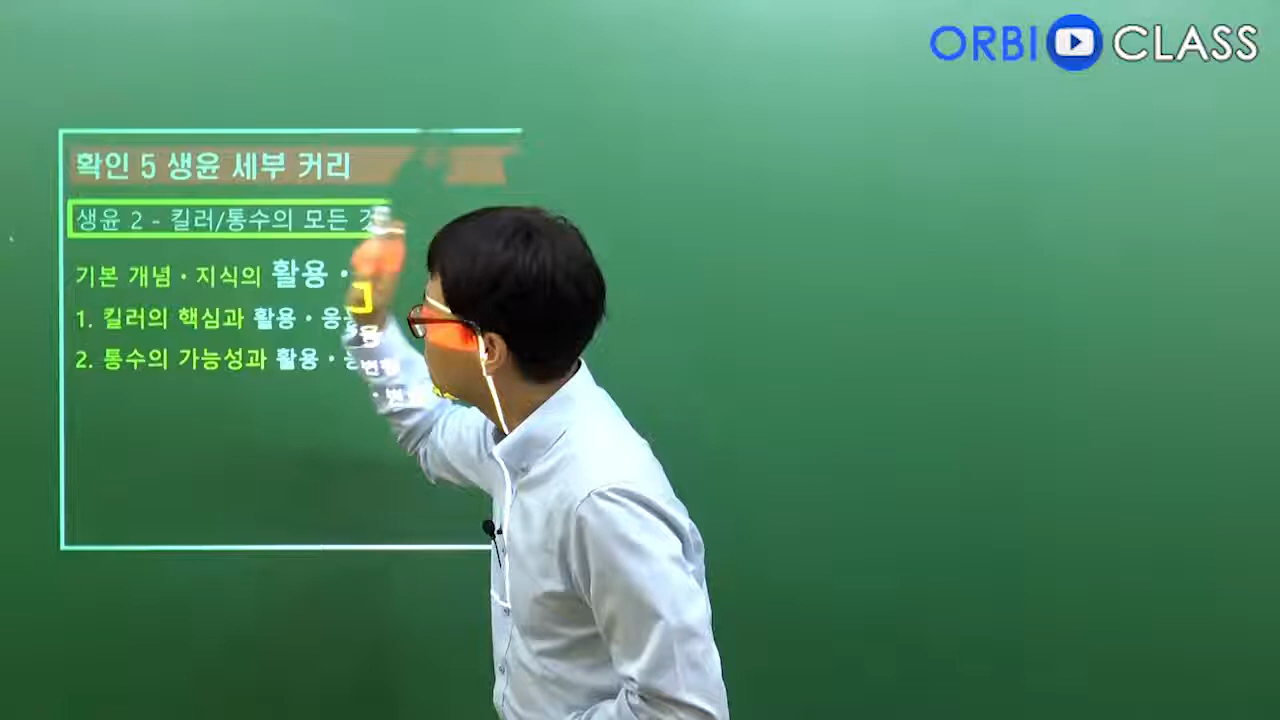 ORBI CLASS
확인 5 생윤 세부 커리
생윤 2 - 킬러/통수의 모든 것
기본 개념·지식의 활용·
1. 킬러의 핵심과 활용·응용
2. 통수의 가능성과 활용·